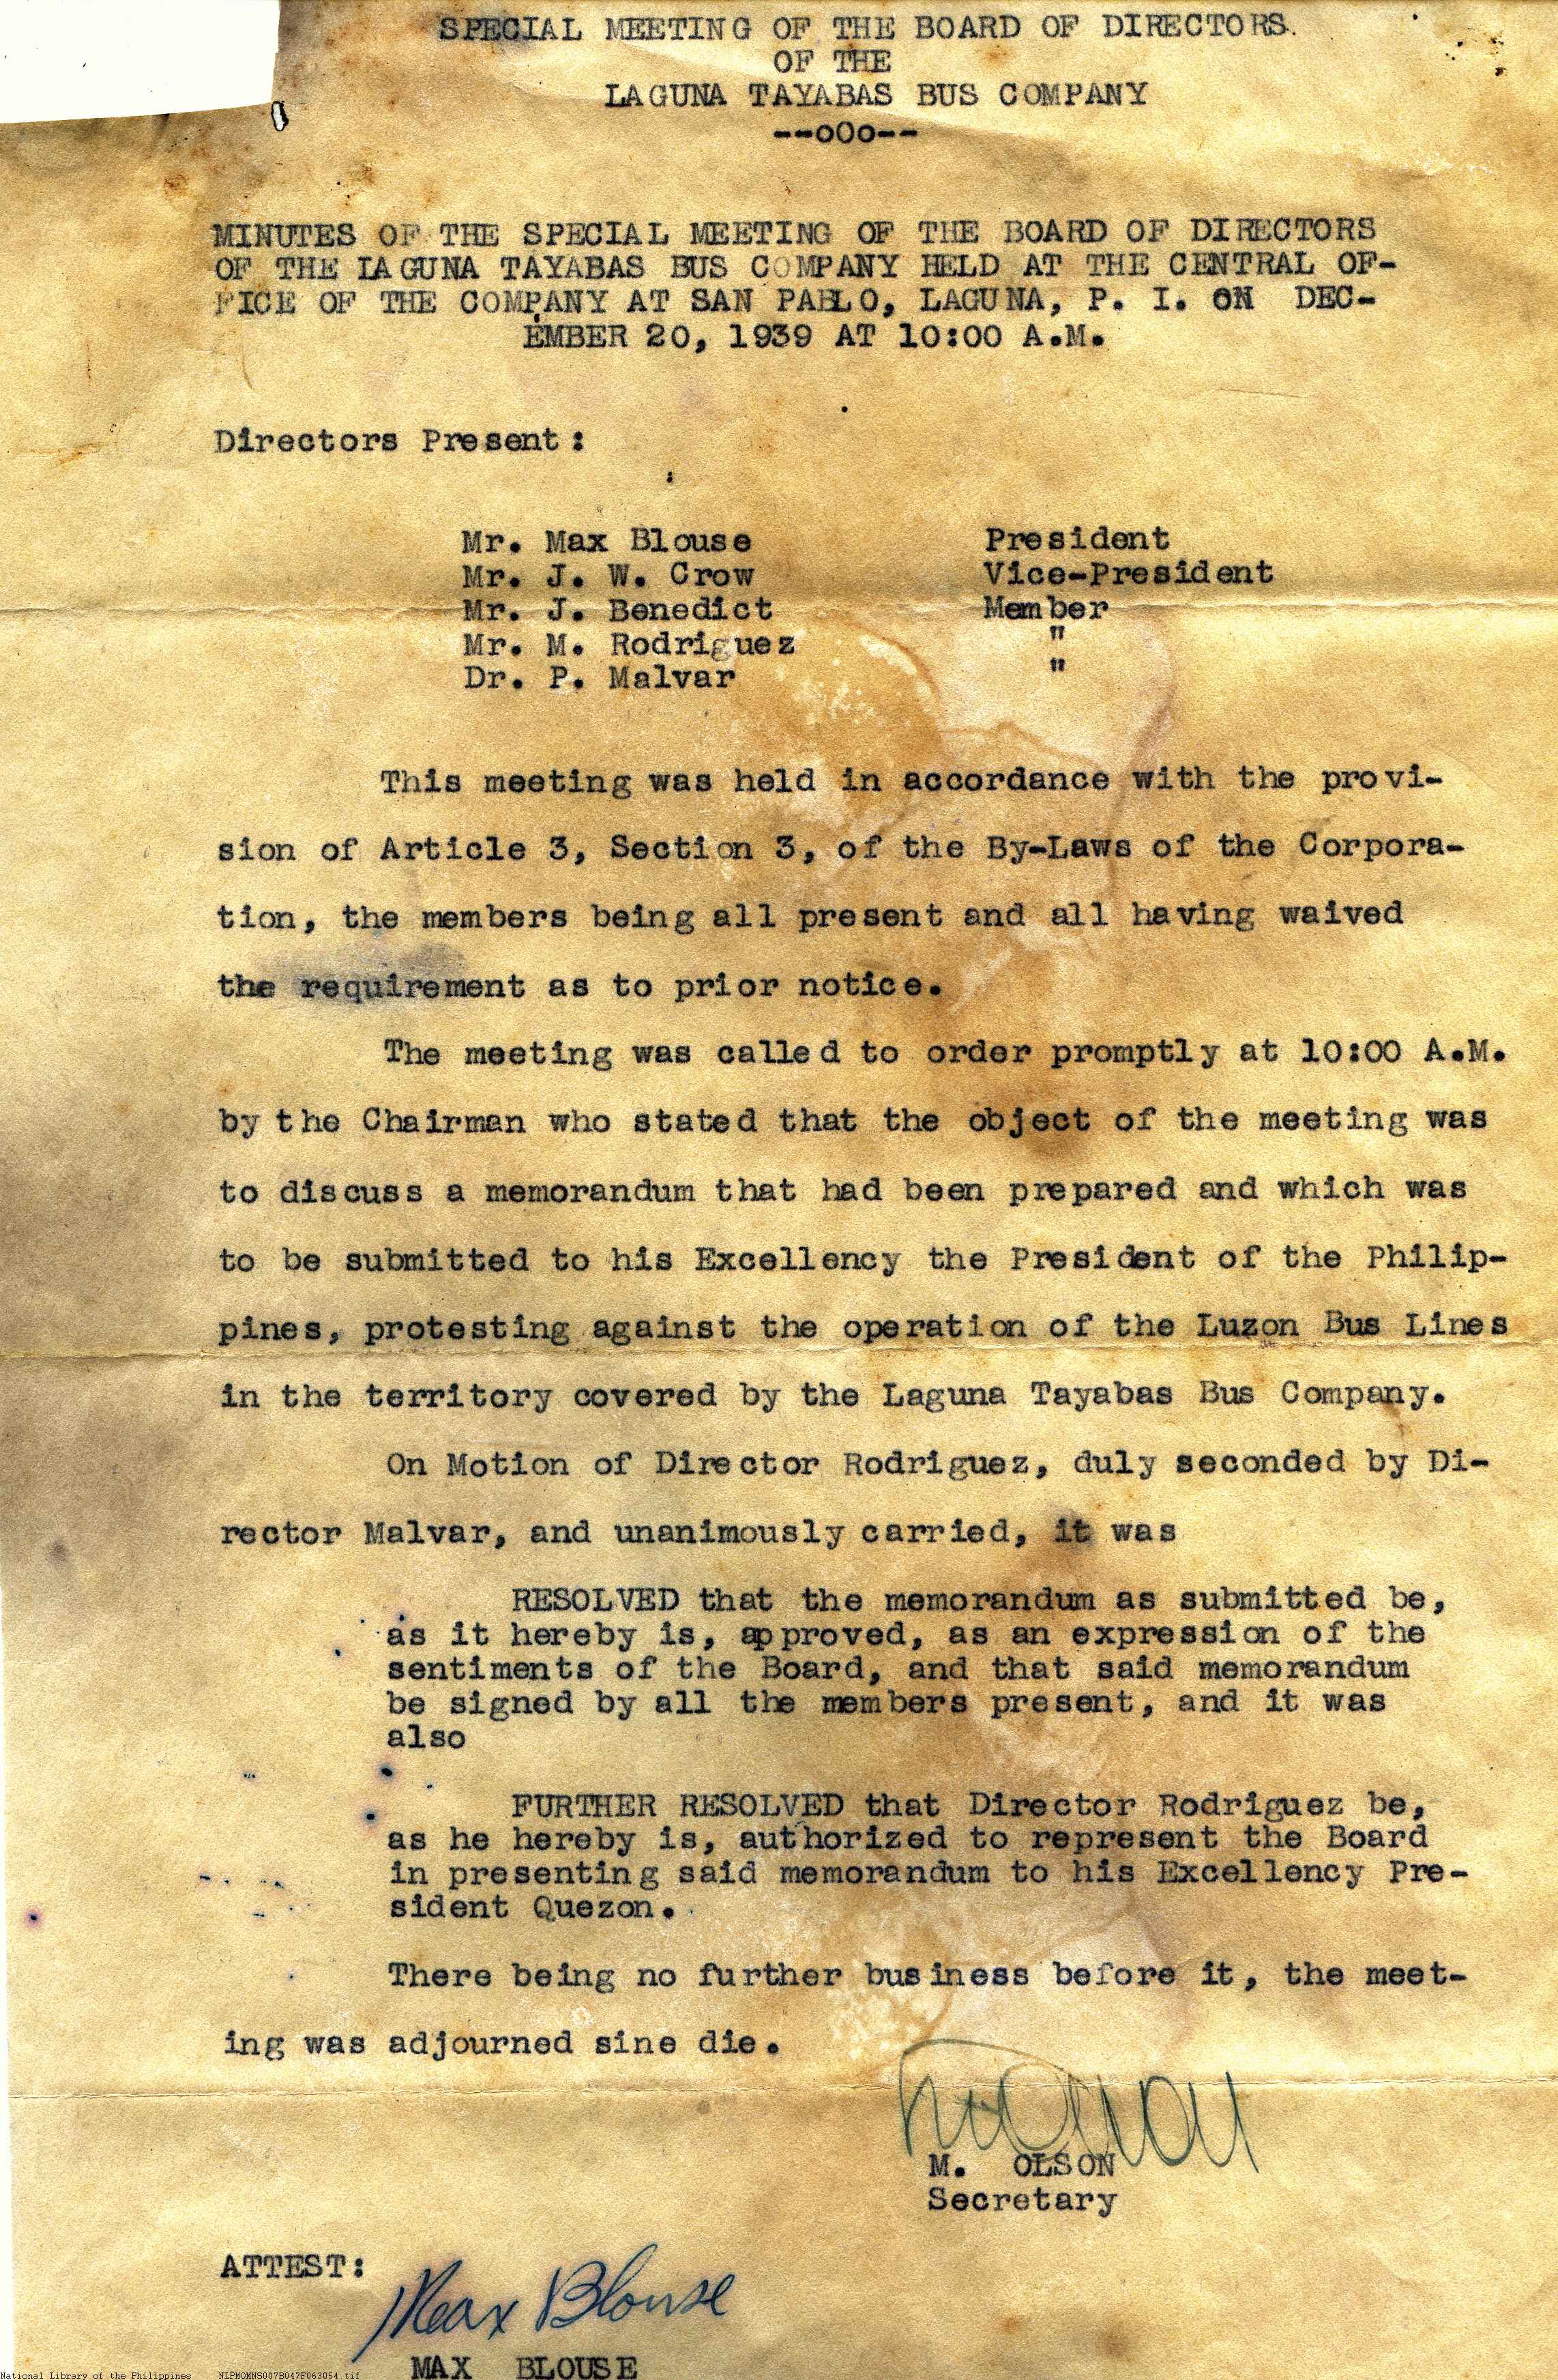 SPECIAL MEETING OF THE BOARD OF DIRECTORS.
OF THE
LAGUNA TAYABAS BUS COMPANY
--oOo--
MINUTES OF THE SPECIAL MEETING OF THE BOARD OF DIRECTORS
OF THE LAGUNA TAYABAS BUS COMPANY HELD AT THE CENTRAL OF-
FICE OF THE COMPANY AT SAN PABLO, LAGUNA, P. I. ON DEC-
EMBER 20, 1939 AT 10:00 A.M.
Directors Present:
Mr. Max Blouse President
Mr. J. W. Crow Vice-President
Mr. J. Benedict Member
Mr. M. Rodriguez "
Dr. P. Malvar "
This meeting was held in accordance with the provi-
sion of Article 3, Section 3, of the By-Laws of the Corpora-
tion, the members being all present and all having waived
the requirement as to prior notice.
The meeting was called to order promptly at 10:00 A.M.
by the Chairman who stated that the object of the meeting was
to discuss a memorandum that had been prepared and which was
to be submitted to his Excellency the President of the Philip-
pines, protesting against the operation of the Luzon Bus Lines
in the territory covered by the Laguna Tayabas Bus Company.
On Motion of Director Rodriguez, duly seconded by Di-
rector Malvar, and unanimously carried, it was
RESOLVED that the memorandum as submitted be,
as it hereby is, approved, as an expression of the
sentiments of the Board, and that said memorandum
be signed by all the members present, and it was
also
FURTHER RESOLVED that Director Rodriguez be,
as he hereby is, authorized to represent the Board
in presenting said memorandum to his Excellency Pre-
sident Quezon.
There being no further business before it, the meet-
ing was adjourned sine die.
M. OLSON
Secretary
ATTEST:
Max Blouse
MAX BLOUSE
National Library of the Philippines NLPMQMNS007B047F063054.tif